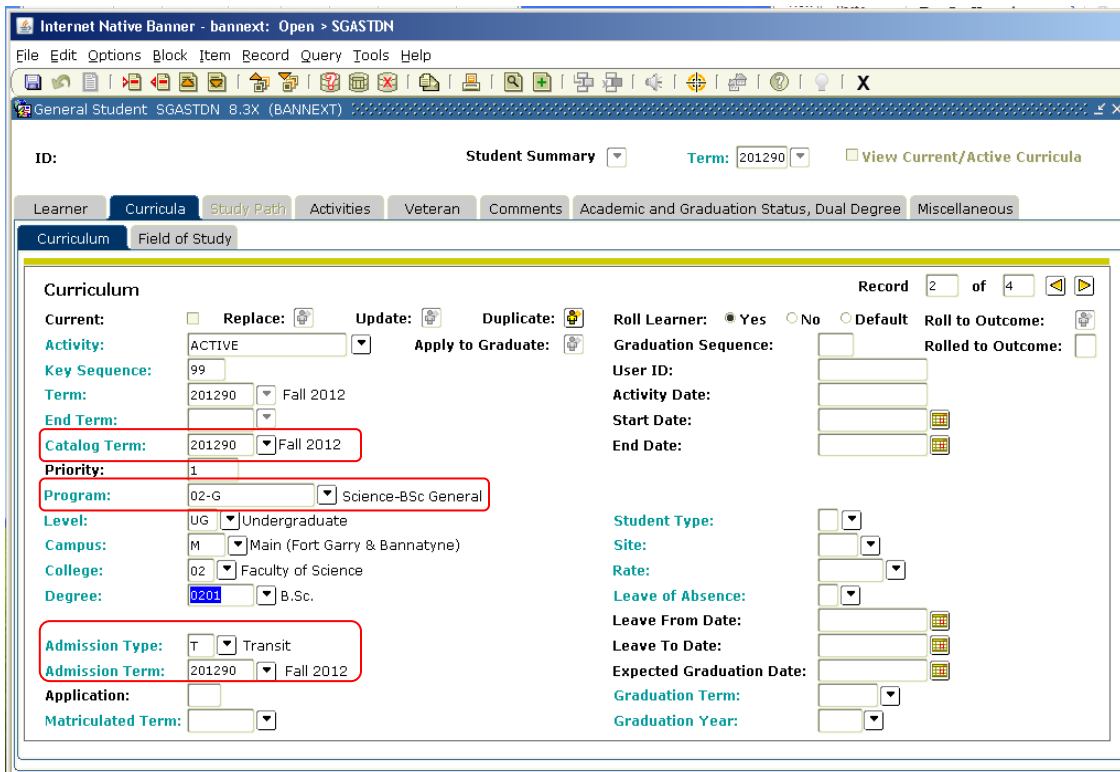 Internet Native Banner - bannext: Open > SGASTDN
File Edit Options Block Item Record Query Tools Help
X
General Student SGASTDN 8.3X (BANNEXT)
ID: Student Summary Term: 201290 View Current/Active Curricula
Learner Curricula Study Path Activities Veteran Comments Academic and Graduation Status, Dual Degree Miscellaneous
Curriculum Field of Study
Curriculum Record 2 of 4
Current: Replace: Update: Duplicate: Roll Learner: Yes No Default Roll to Outcome:
Activity: ACTIVE Apply to Graduate: Graduation Sequence: Rolled to Outcome:
Key Sequence: 99 User ID:
Term: 201290 Fall 2012 Activity Date:
End Term: Start Date:
Catalog Term: 201290 Fall 2012 End Date:
Priority: 1
Program: 02-G Science-BSc General
Level: UG Undergraduate Student Type:
Campus: M Main (Fort Garry & Bannatyne) Site:
College: 02 Faculty of Science Rate:
Degree: 0201 B.Sc. Leave of Absence:
Leave From Date:
Admission Type: T Transit Leave To Date:
Admission Term: 201290 Fall 2012 Expected Graduation Date:
Application: Graduation Term:
Matriculated Term: Graduation Year: